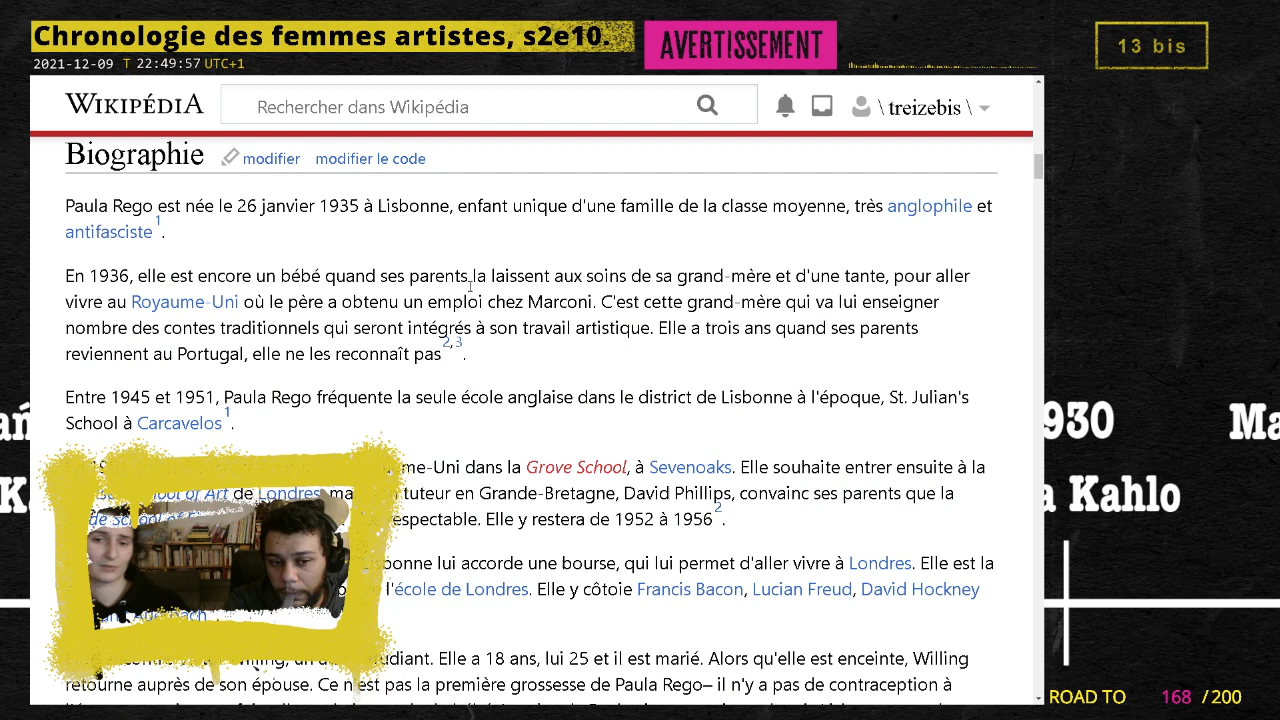 Chronologie des femmes artistes, s2e10.
AVERTISSEMENT
13 bis
2021-12-09 T 22:49:57 UTC+1
WIKIPÉDIA
Rechercher dans Wikipédia
\ treizebis \
Biographie modifier modifier le code
Paula Rego est née le 26 janvier 1935 à Lisbonne, enfant unique d'une famille de la classe moyenne, très anglophile et
antifasciste 1.
En 1936, elle est encore un bébé quand ses parents la laissent aux soins de sa grand-mère et d'une tante, pour aller
vivre au Royaume-Uni où le père a obtenu un emploi chez Marconi. C'est cette grand-mère qui va lui enseigner
nombre des contes traditionnels qui seront intégrés à son travail artistique. Elle a trois ans quand ses parents
reviennent au Portugal, elle ne les reconnaît pas 2,3.
Entre 1945 et 1951, Paula Rego fréquente la seule école anglaise dans le district de Lisbonne à l'époque, St. Julian's
School à Carcavelos 1.
me-Uni dans la Grove School, à Sevenoaks. Elle souhaite entrer ensuite à la
School of Art de Londres, tuteur en Grande-Bretagne, David Phillips, convainc ses parents que la
respectable. Elle y restera de 1952 à 1956 2.
bonne lui accorde une bourse, qui lui permet d'aller vivre à Londres. Elle est la
l'école de Londres. Elle y côtoie Francis Bacon, Lucian Freud, David Hockney
Willing, udiant. Elle a 18 ans, lui 25 et il est marié. Alors qu'elle est enceinte, Willing
retourne auprès de son épouse. Ce n'est pas la première grossesse de Paula Rego– il n'y a pas de contraception à
930
Ma
a Kahlo
ROAD TO 168 / 200